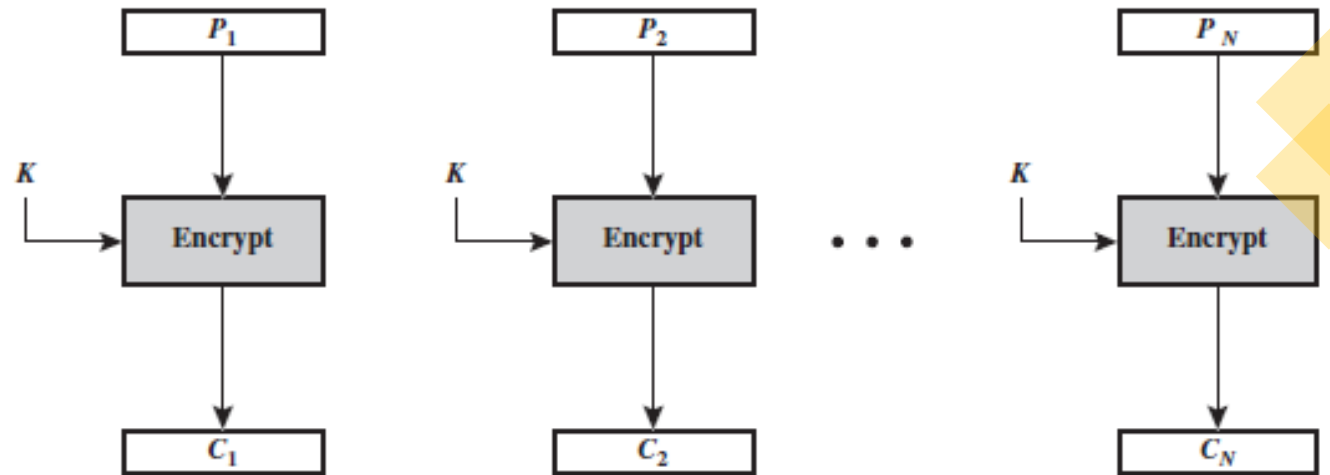 P1 P2 PN
K K K
Encrypt Encrypt • • • Encrypt
C1 C2 CN